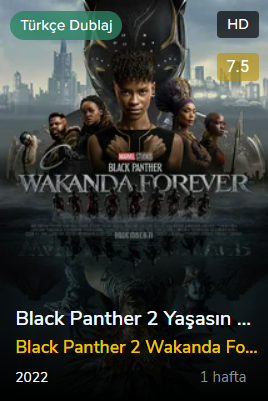 Türkçe Dublaj
HD
7.5
MARVEL STUDIOS
BLACK PANTHER
WAKANDA FOREVER
Black Panther 2 Yaşasın ...
Black Panther 2 Wakanda Fo...
2022
1 hafta